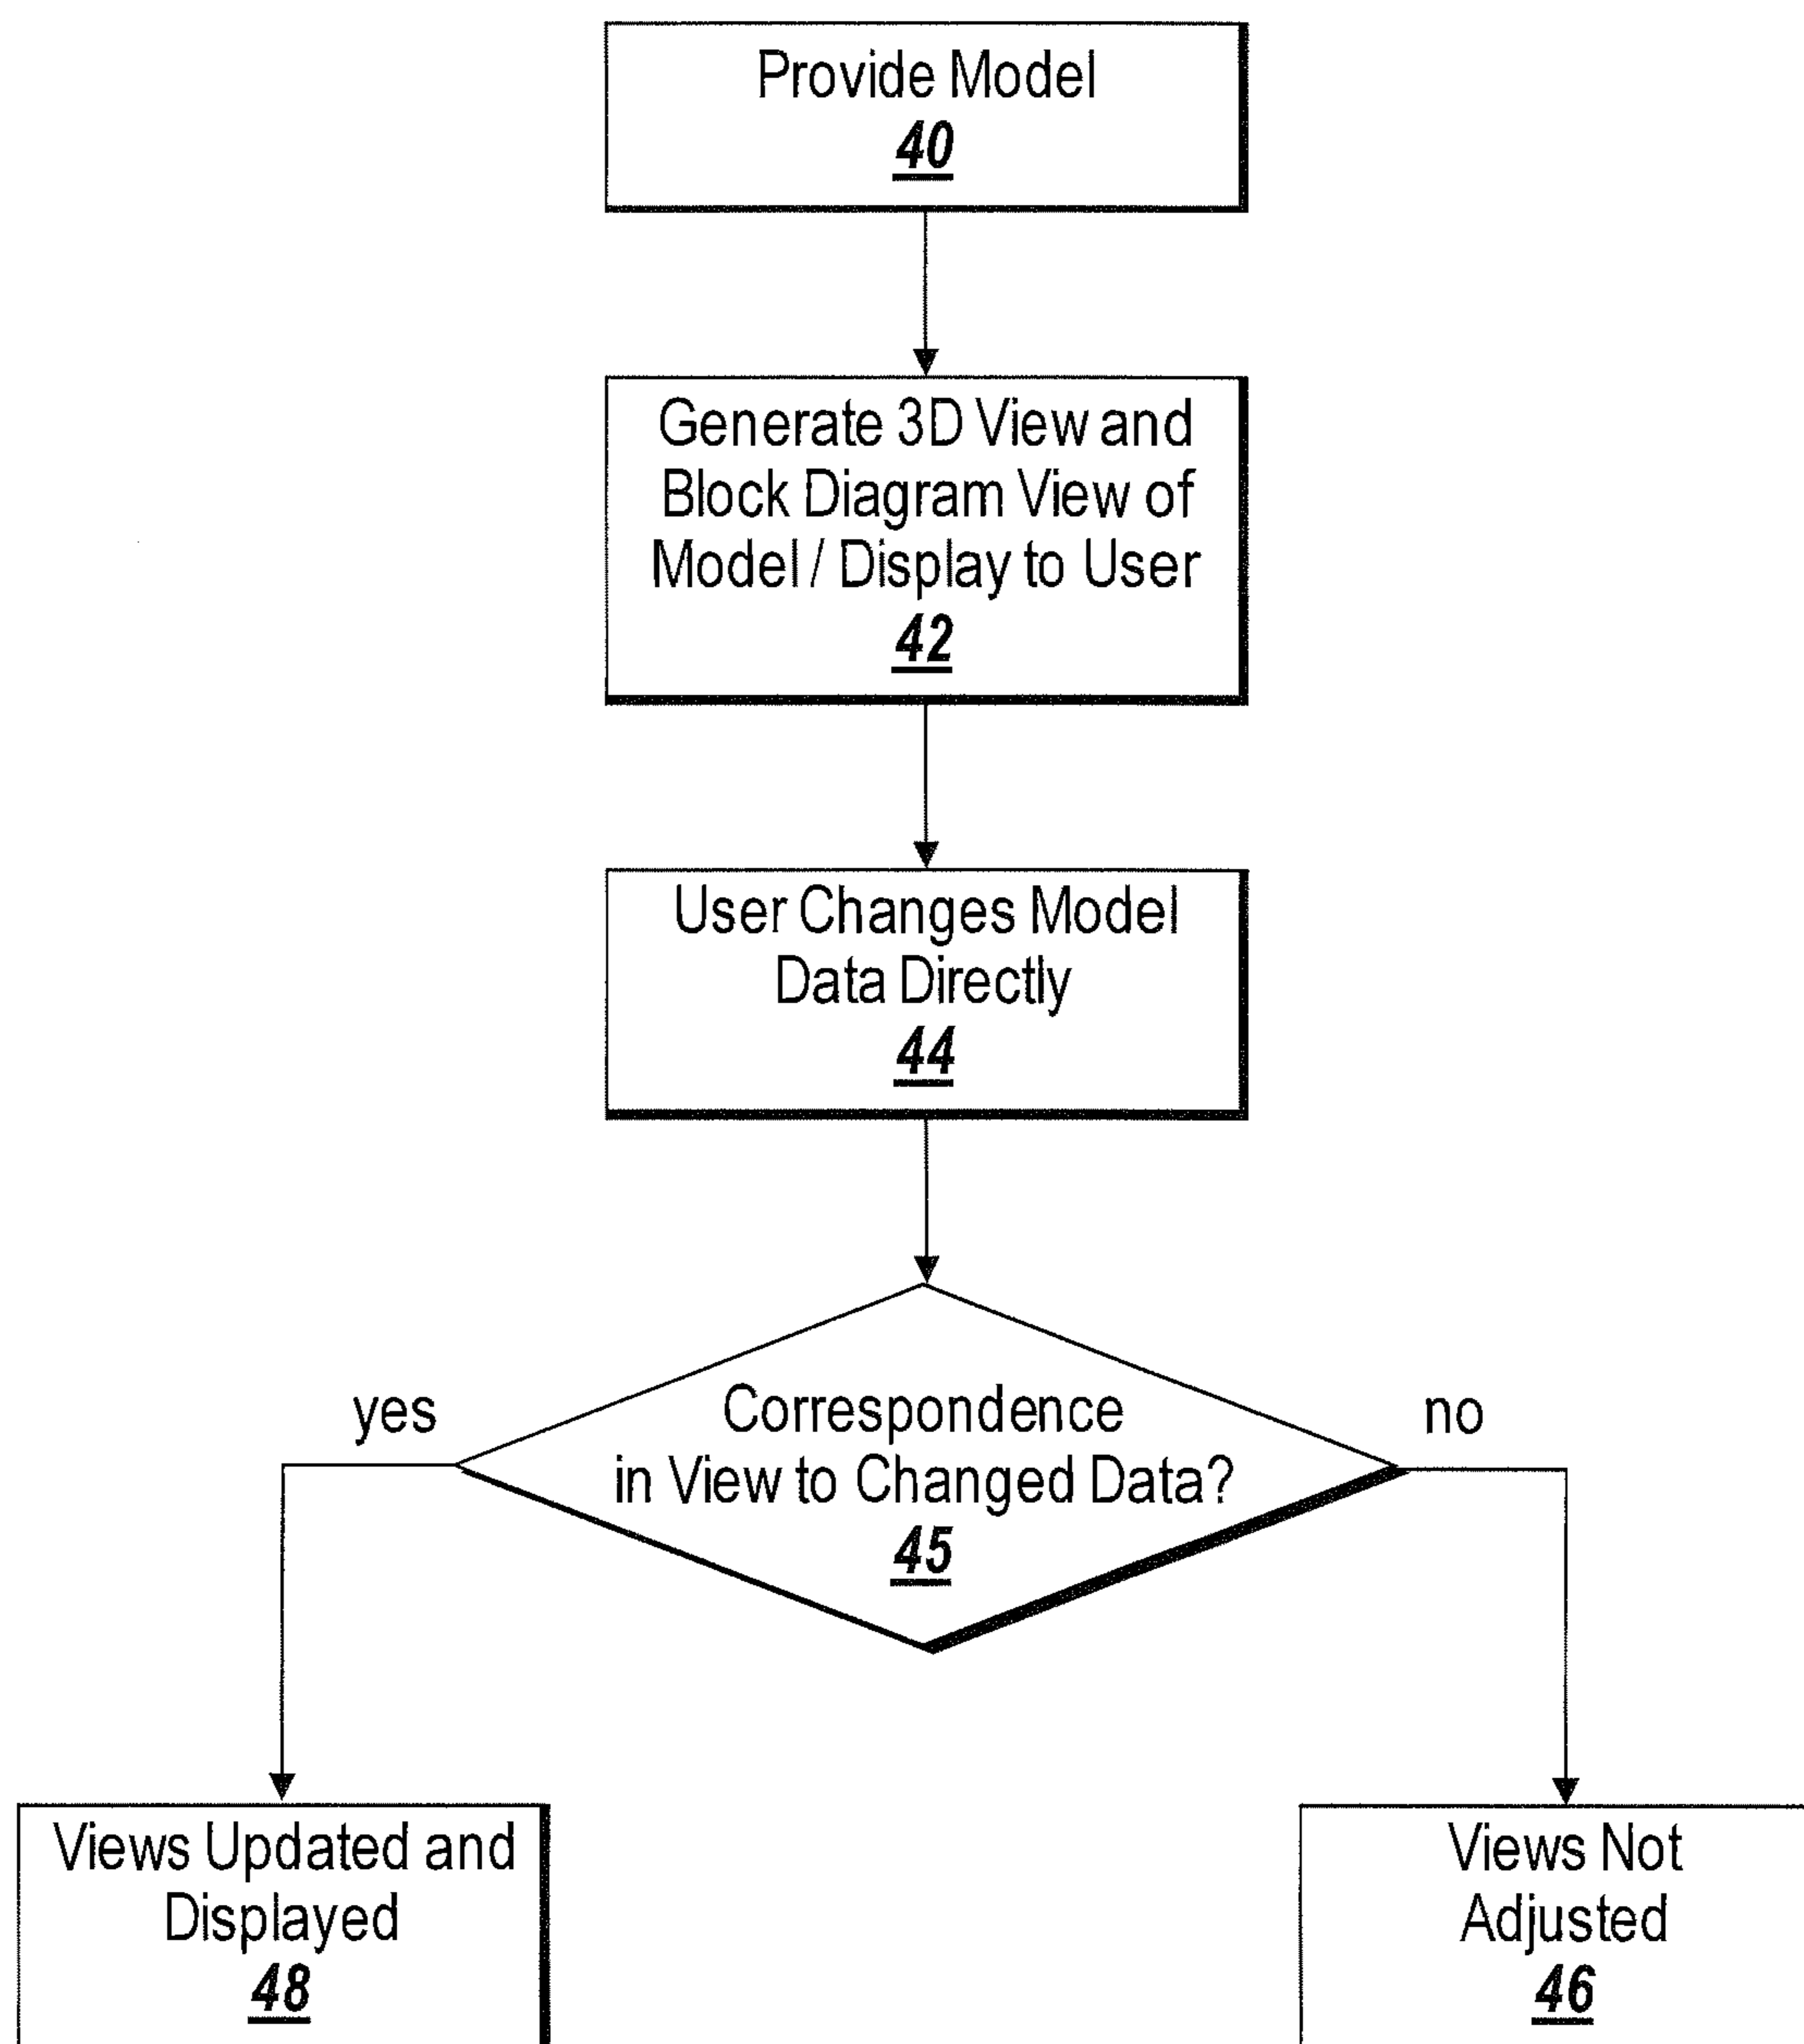 Provide Model
40
Generate 3D View and
Block Diagram View of
Model / Display to User
42
User Changes Model
Data Directly
44
yes
Correspondence
in View to Changed Data?
45
no
Views Updated and
Displayed
48
Views Not
Adjusted
46